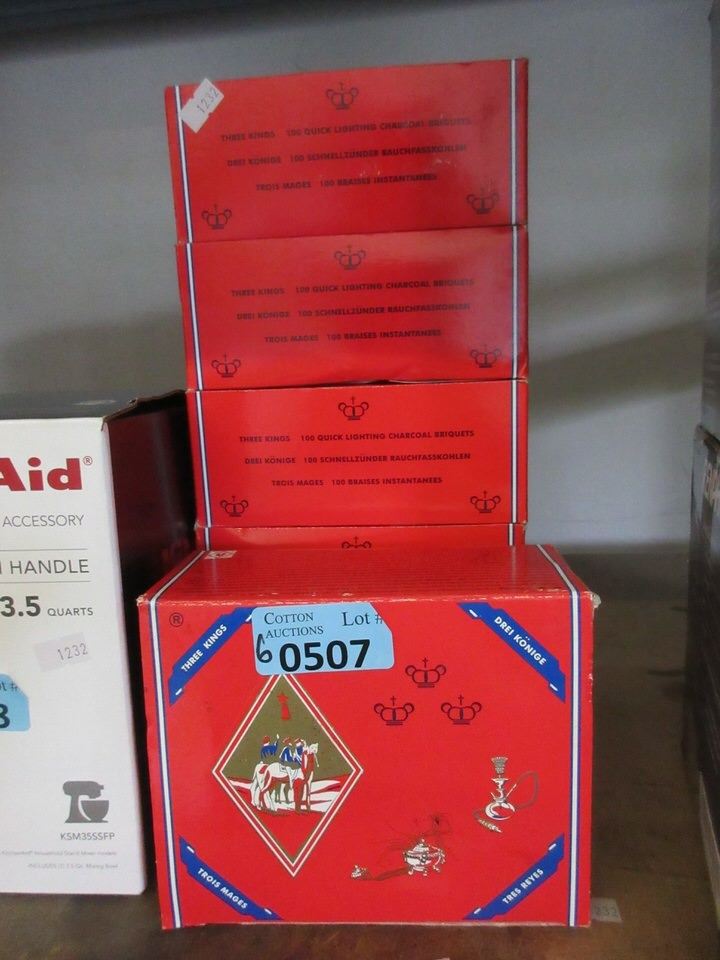 1232
THREE KINGS 100 QUICK LIGHTING CHARCOAL BRIQUETS
DREI KÖNIGE 100 SCHNELLZÜNDER RAUCHFASSKOHLEN
TROIS MAGES 100 BRAISES INSTANTANEES
THREE KINGS 100 QUICK LIGHTING CHARCOAL BRIQUETS
DREI KÖNIGE 100 SCHNELLZÜNDER RAUCHFASSKOHLEN
TROIS MAGES 100 BRAISES INSTANTANEES
THREE KINGS 100 QUICK LIGHTING CHARCOAL BRIQUETS
DREI KÖNIGE 100 SCHNELLZÜNDER RAUCHFASSKOHLEN
TROIS MAGES 100 BRAISES INSTANTANEES
®
THREE KINGS
COTTON
AUCTIONS
Lot #
6
0507
DREI KÖNIGE
TROIS MAGES
TRES REYES
Aid®
ACCESSORY
HANDLE
3.5 QUARTS
1232
Lot #
3
KSM35SSFP
232